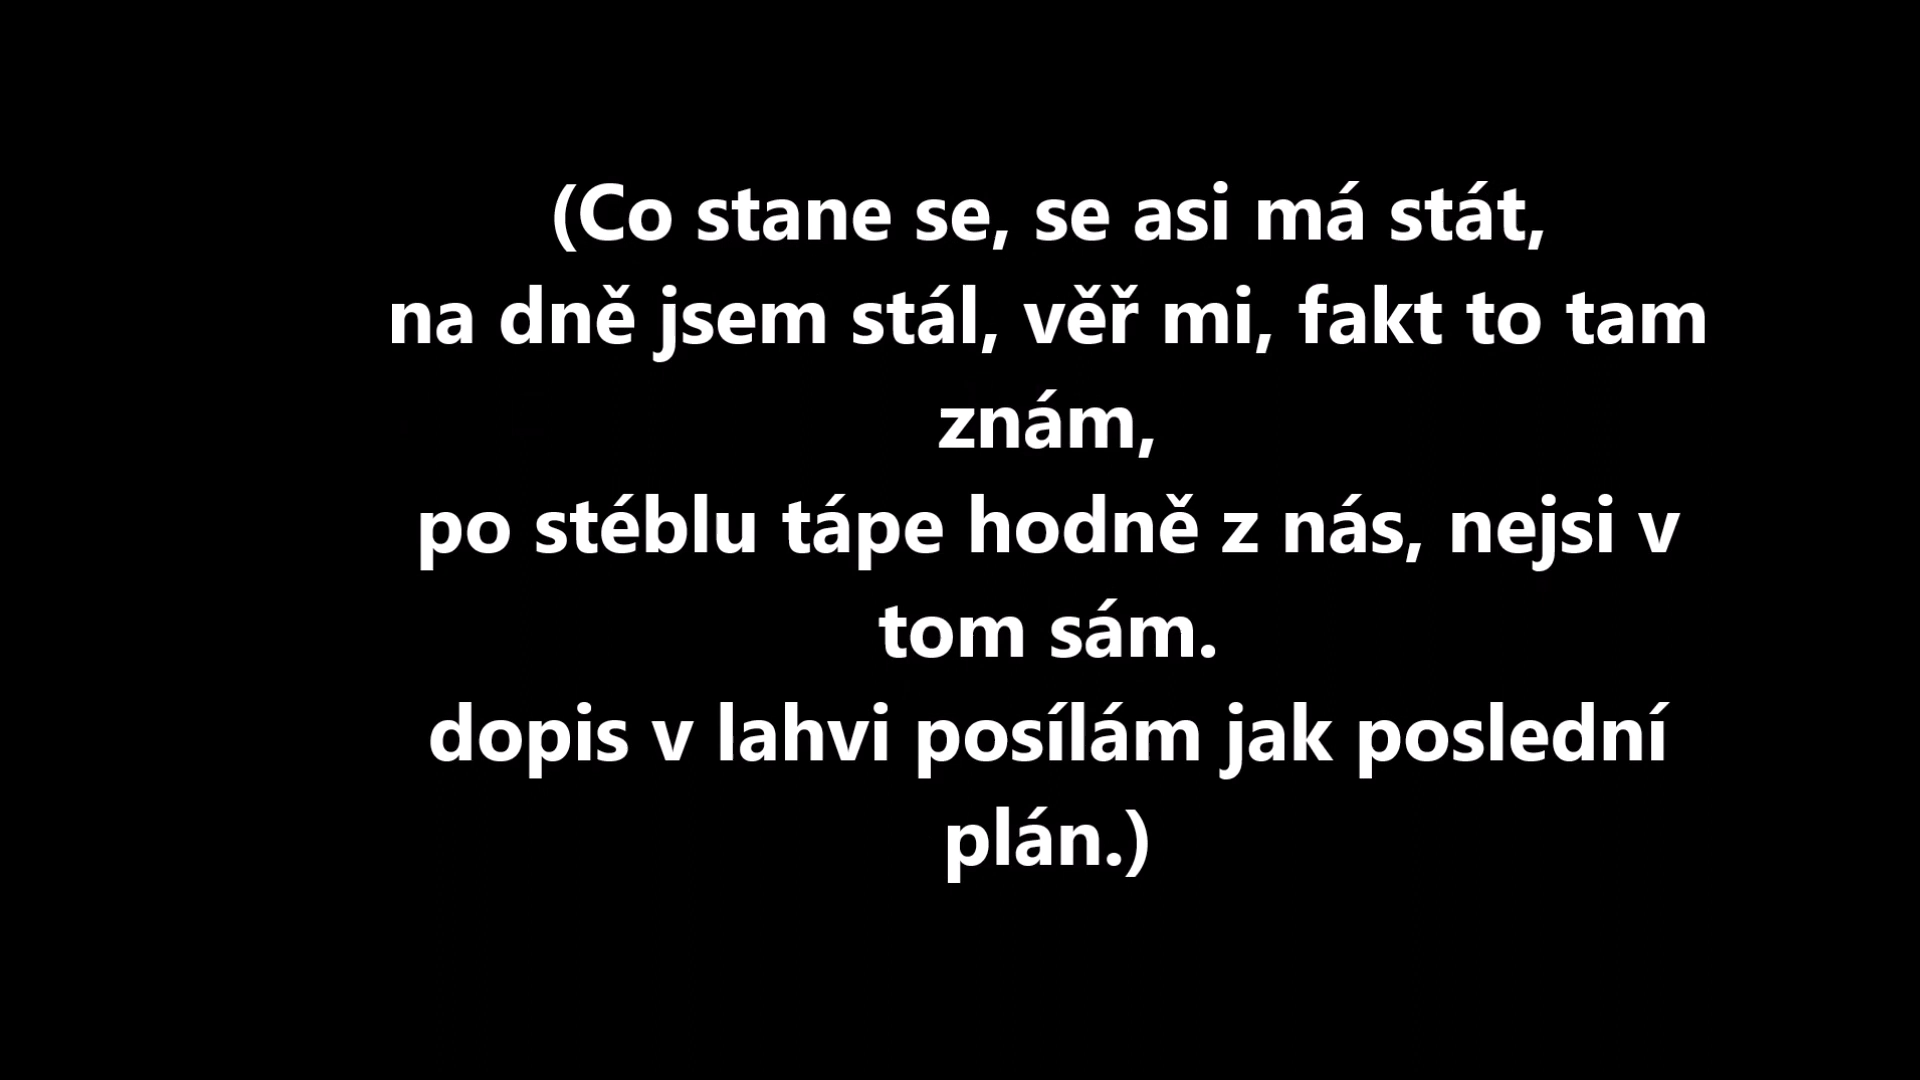 (Co stane se, se asi má stát,
na dně jsem stál, věř mi, fakt to tam
znám,
po stéblu tápe hodně z nás, nejsi v
tom sám.
dopis v lahvi posílám jak poslední
plán.)